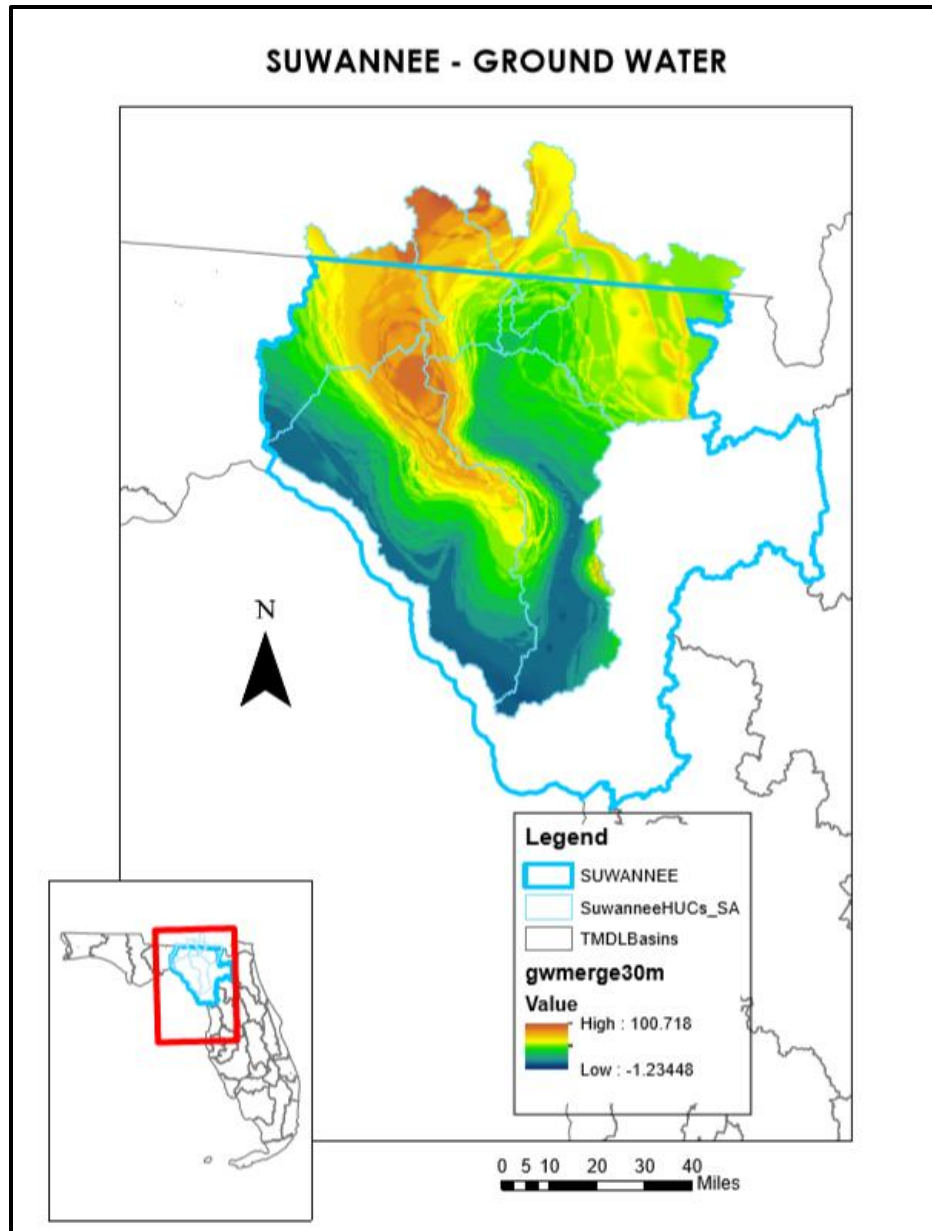 SUWANNEE - GROUND WATER
N
Legend
SUWANNEE
SuwanneeHUCs_SA
TMDLBasins
gwmerge30m
Value
High : 100.718
Low : -1.23448
0 5 10 20 30 40
Miles